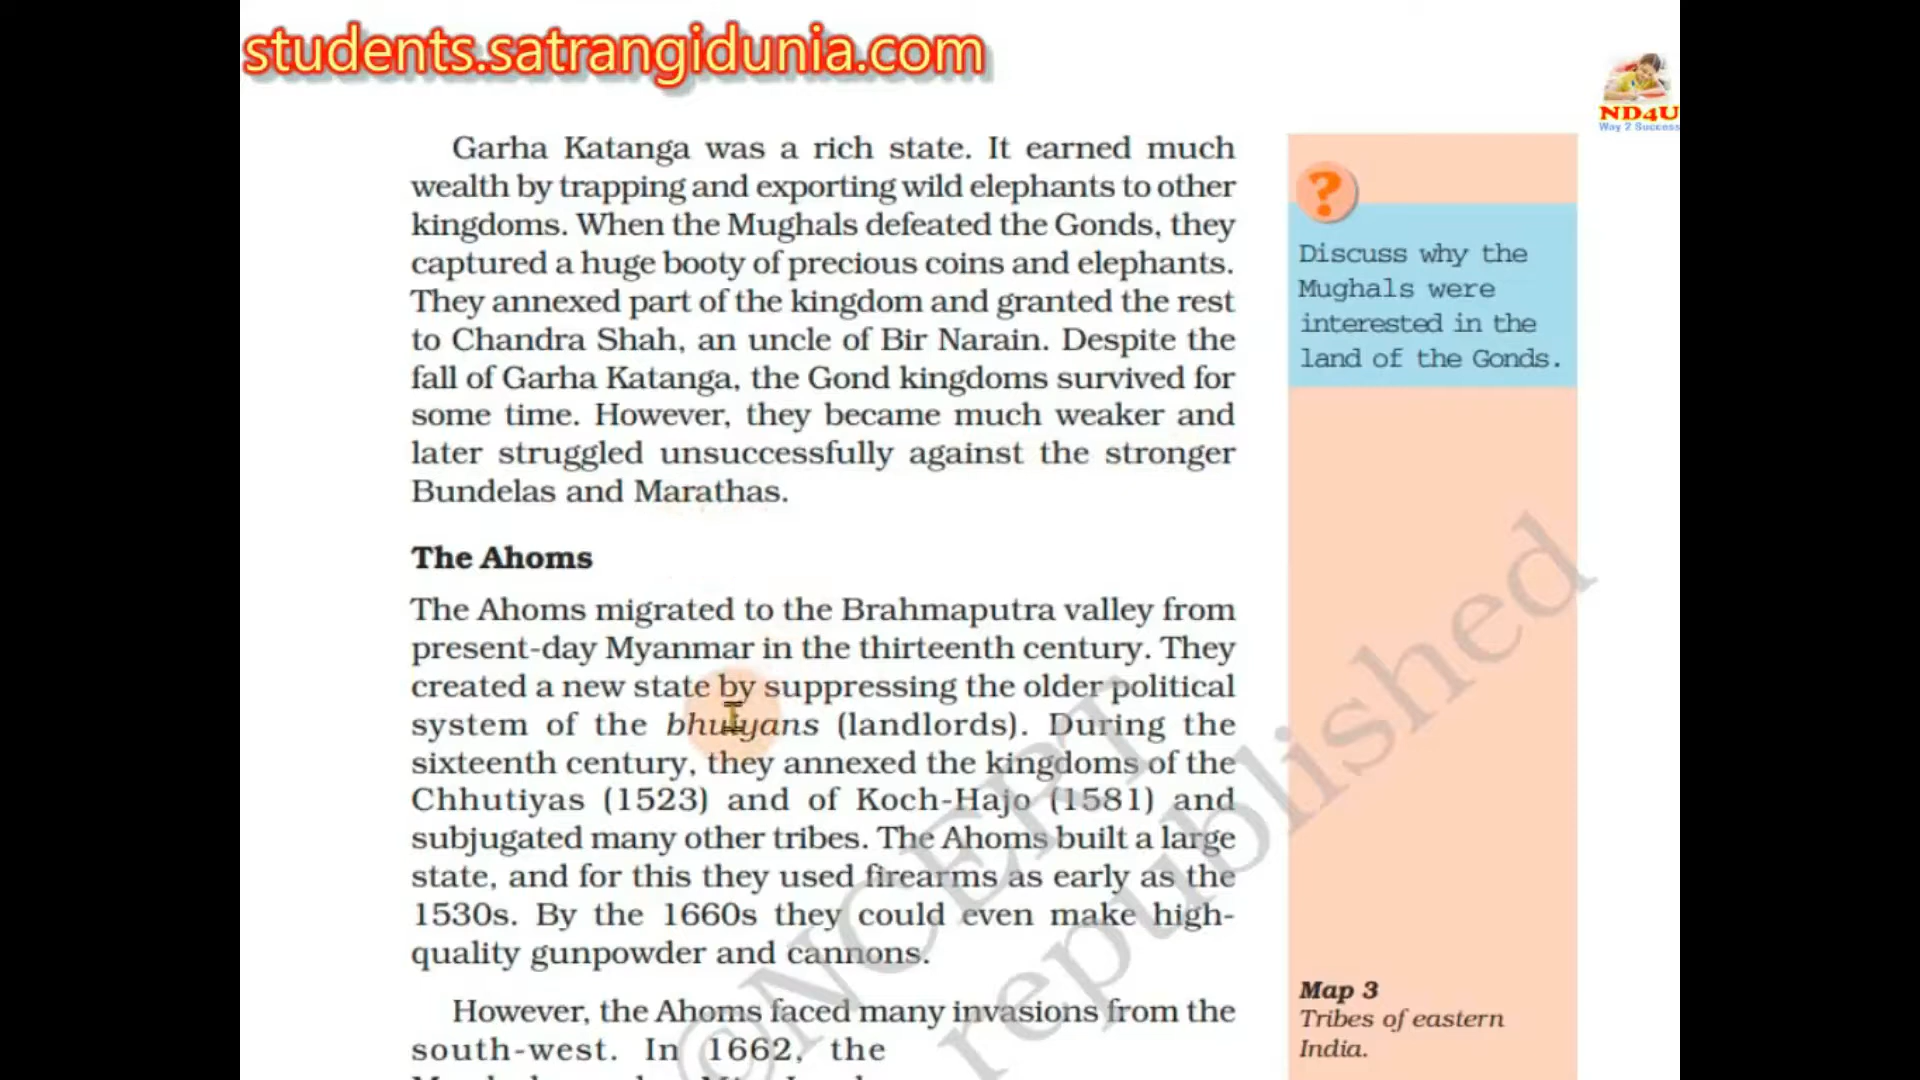 students.satrangidunia.com
ND4U
Way 2 Success
Garha Katanga was a rich state. It earned much
wealth by trapping and exporting wild elephants to other
kingdoms. When the Mughals defeated the Gonds, they
captured a huge booty of precious coins and elephants.
They annexed part of the kingdom and granted the rest
to Chandra Shah, an uncle of Bir Narain. Despite the
fall of Garha Katanga, the Gond kingdoms survived for
some time. However, they became much weaker and
later struggled unsuccessfully against the stronger
Bundelas and Marathas.
The Ahoms
The Ahoms migrated to the Brahmaputra valley from
present-day Myanmar in the thirteenth century. They
created a new state by suppressing the older political
system of the bhuiyans (landlords). During the
sixteenth century, they annexed the kingdoms of the
Chhutiyas (1523) and of Koch-Hajo (1581) and
subjugated many other tribes. The Ahoms built a large
state, and for this they used firearms as early as the
1530s. By the 1660s they could even make high-
quality gunpowder and cannons.
However, the Ahoms faced many invasions from the
south-west. In 1662, the
?
Discuss why the
Mughals were
interested in the
land of the Gonds.
Map 3
Tribes of eastern
India.
©NCERT
republished